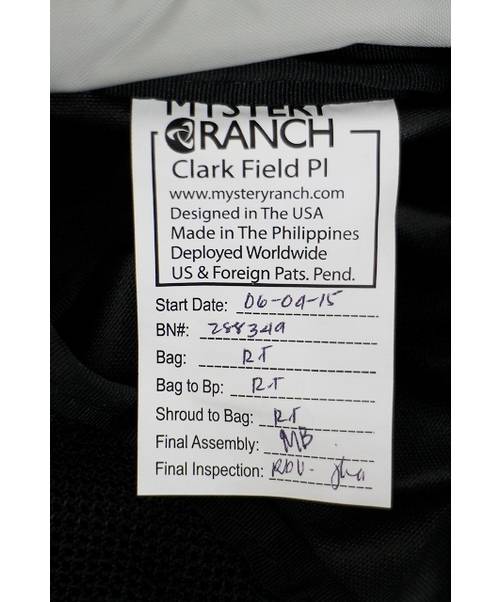 MYSTERY
RANCH
Clark Field Pl
www.mysteryranch.com
Designed in The USA
Made in The Philippines
Deployed Worldwide
US & Foreign Pats. Pend.
Start Date: 06-09-15
BN#: 288349
Bag: RT
Bag to Bp: RT
Shroud to Bag: RT
Final Assembly: MB
Final Inspection: RDV-